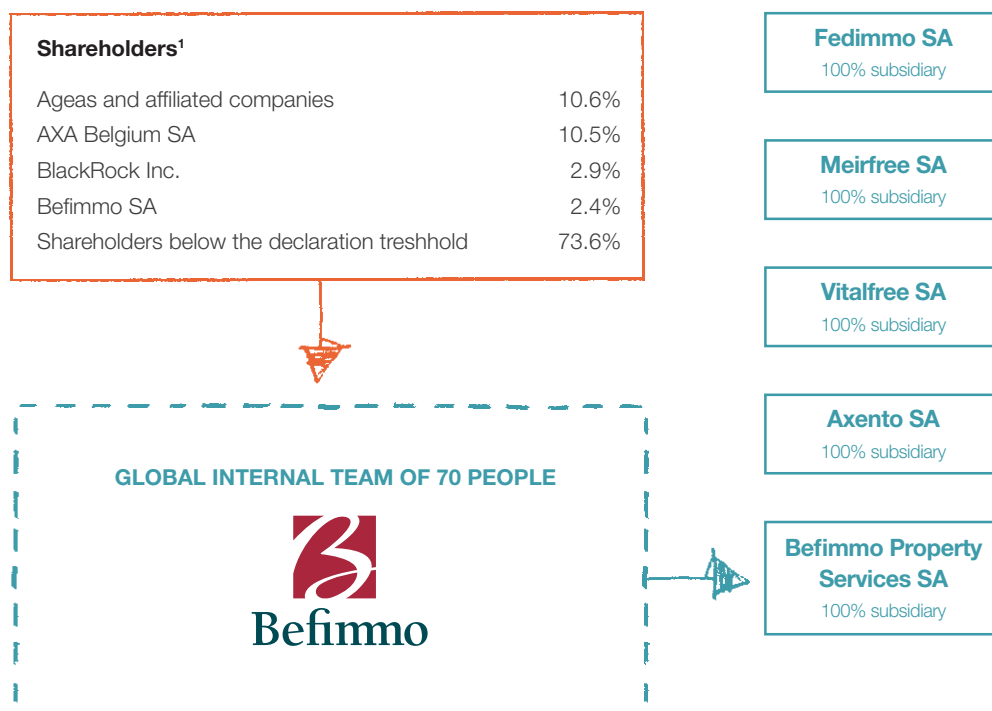 Shareholders¹
Ageas and affiliated companies 10.6%
AXA Belgium SA 10.5%
BlackRock Inc. 2.9%
Befimmo SA 2.4%
Shareholders below the declaration treshhold 73.6%
GLOBAL INTERNAL TEAM OF 70 PEOPLE
Befimmo
Fedimmo SA
100% subsidiary
Meirfree SA
100% subsidiary
Vitalfree SA
100% subsidiary
Axento SA
100% subsidiary
Befimmo Property
Services SA
100% subsidiary